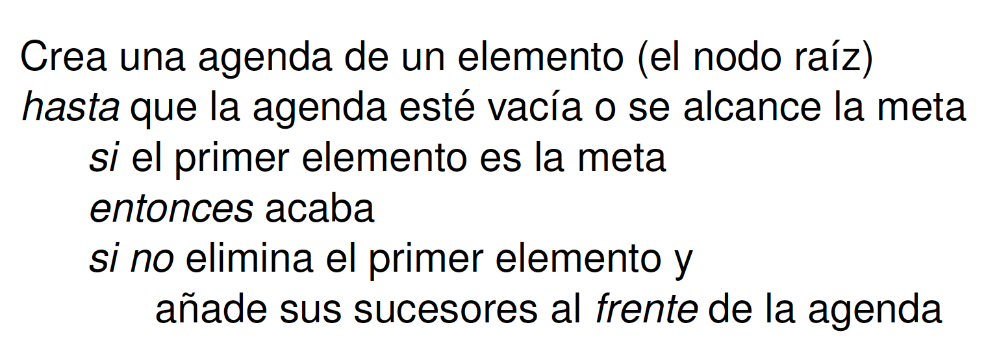 Crea una agenda de un elemento (el nodo raíz)
hasta que la agenda esté vacía o se alcance la meta
si el primer elemento es la meta
entonces acaba
si no elimina el primer elemento y
añade sus sucesores al frente de la agenda